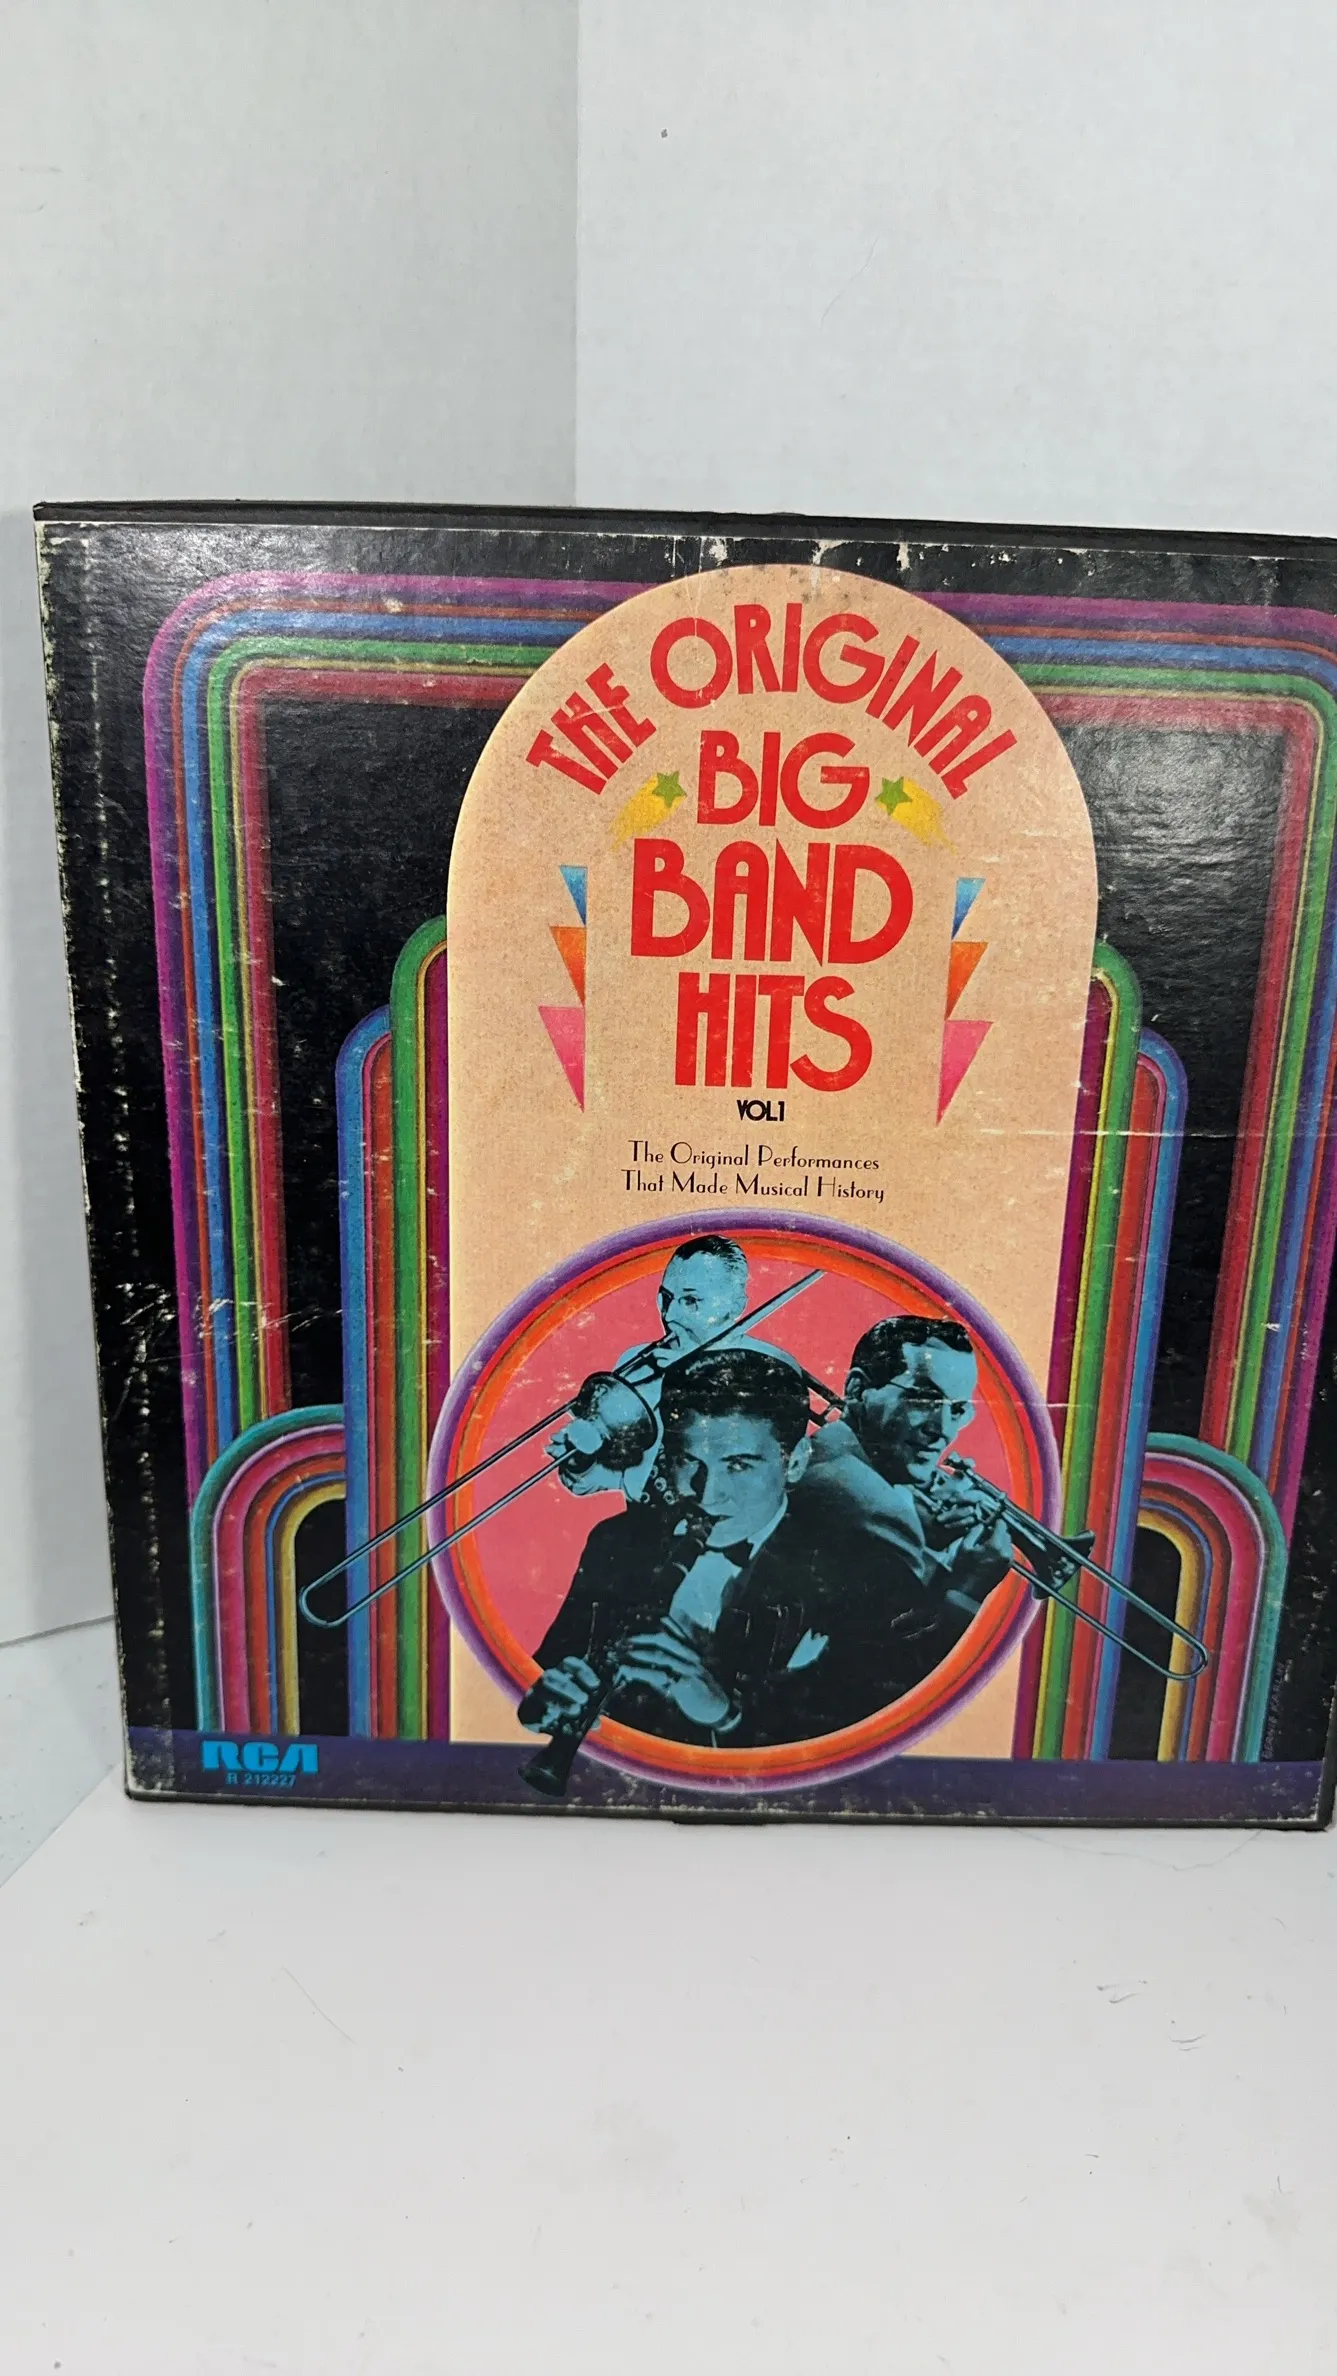 THE ORIGINAL
BIG
BAND
HITS
VOL 1
The Original Performances
That Made Musical History
RCA
R 212227